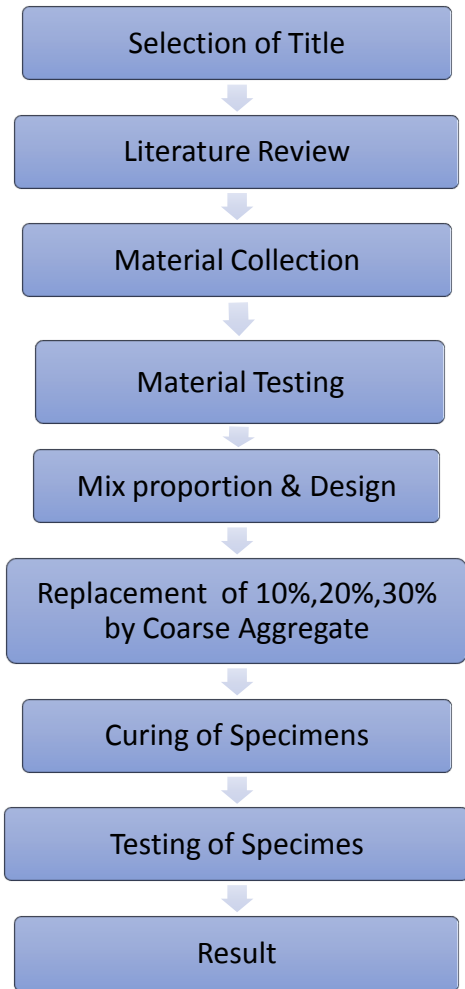 Selection of Title
Literature Review
Material Collection
Material Testing
Mix proportion & Design
Replacement of 10%,20%,30%
by Coarse Aggregate
Curing of Specimens
Testing of Specimes
Result